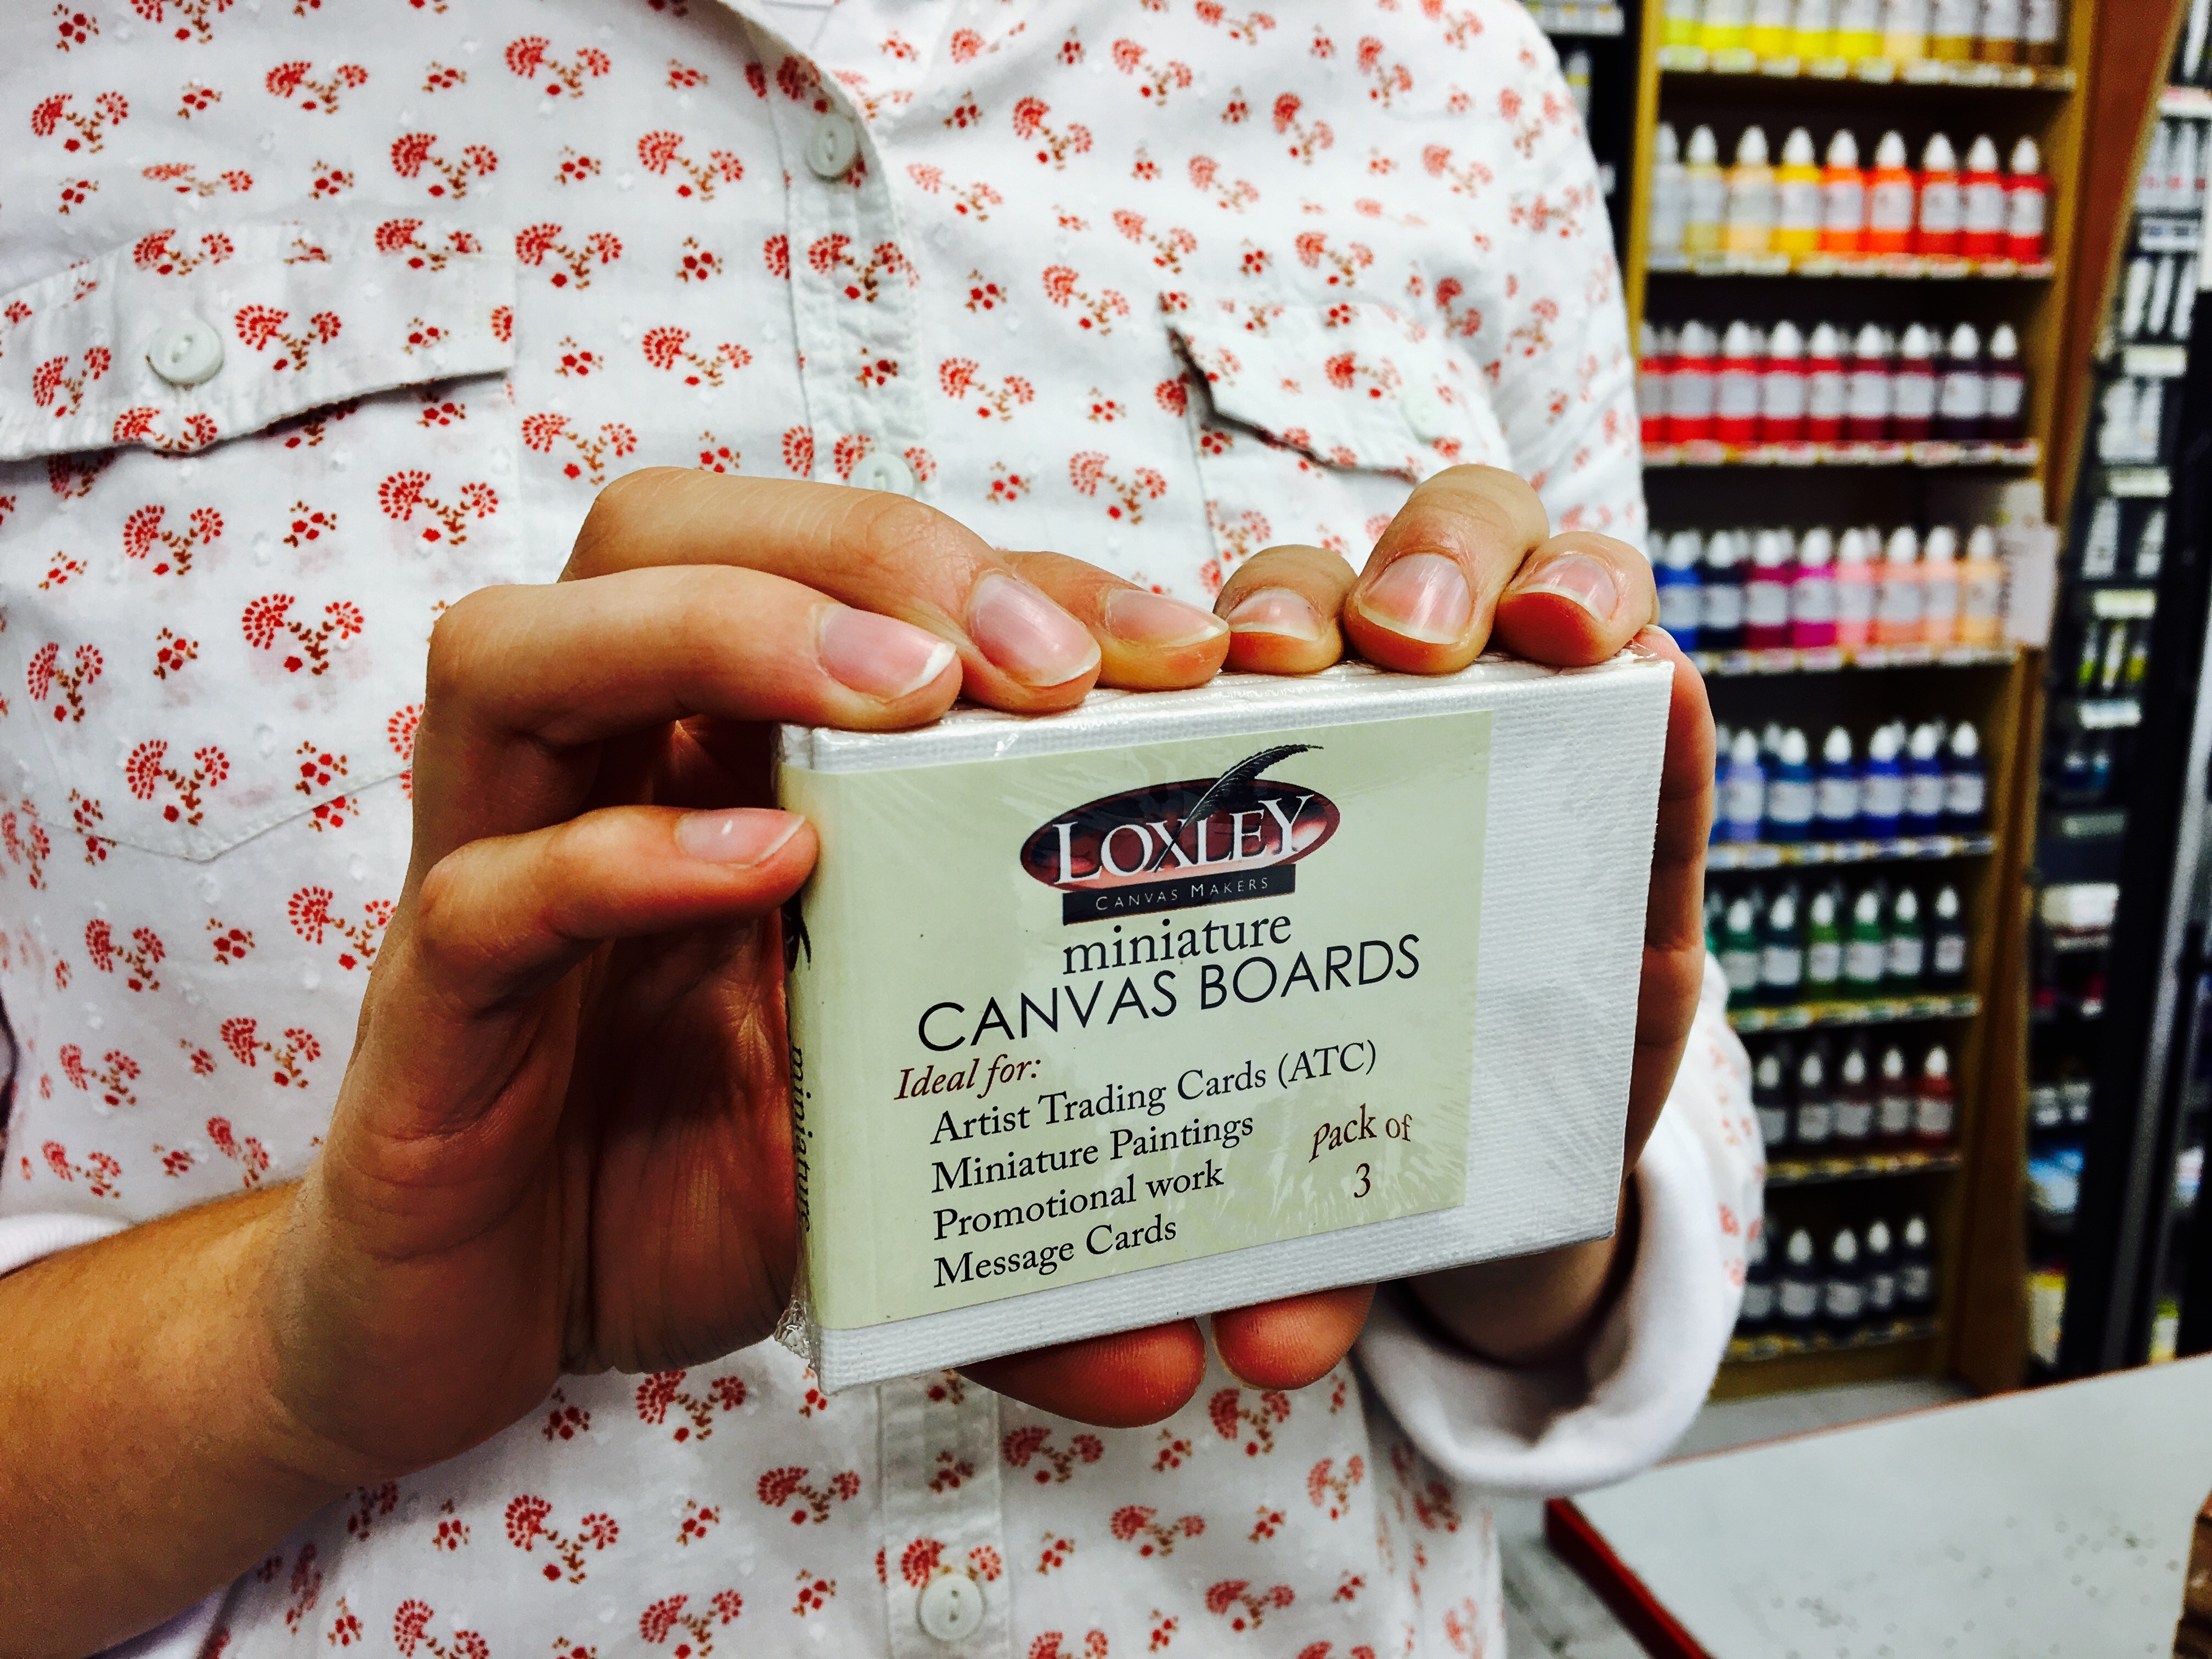 LOXLEY
CANVAS MAKERS
miniature
CANVAS BOARDS
Ideal for:
Artist Trading Cards (ATC)
Miniature Paintings
Promotional work
Message Cards
Pack of
3
miniature